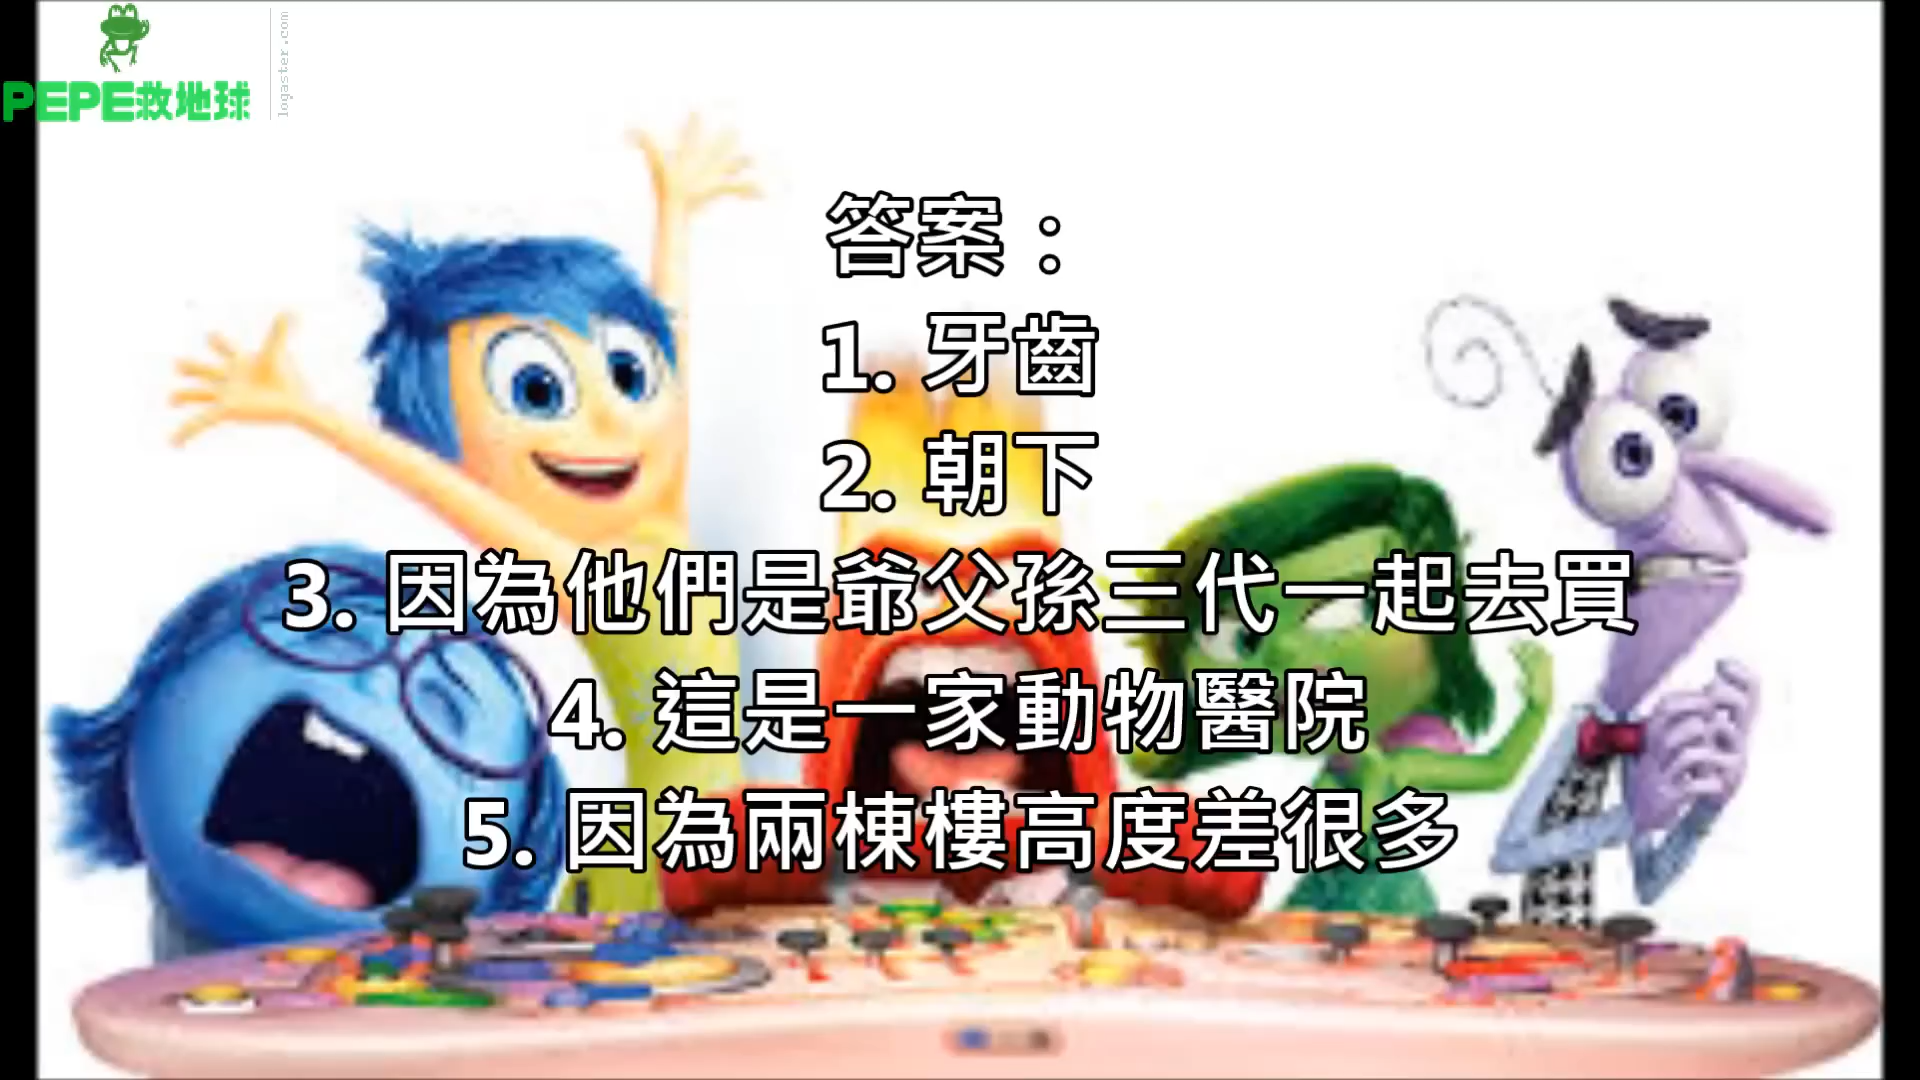 PEPE救地球
logaster.com
答案：
1. 牙齒
2. 朝下
3. 因為他們是爺父孫三代一起去買
4. 這是一家動物醫院
5. 因為兩棟樓高度差很多